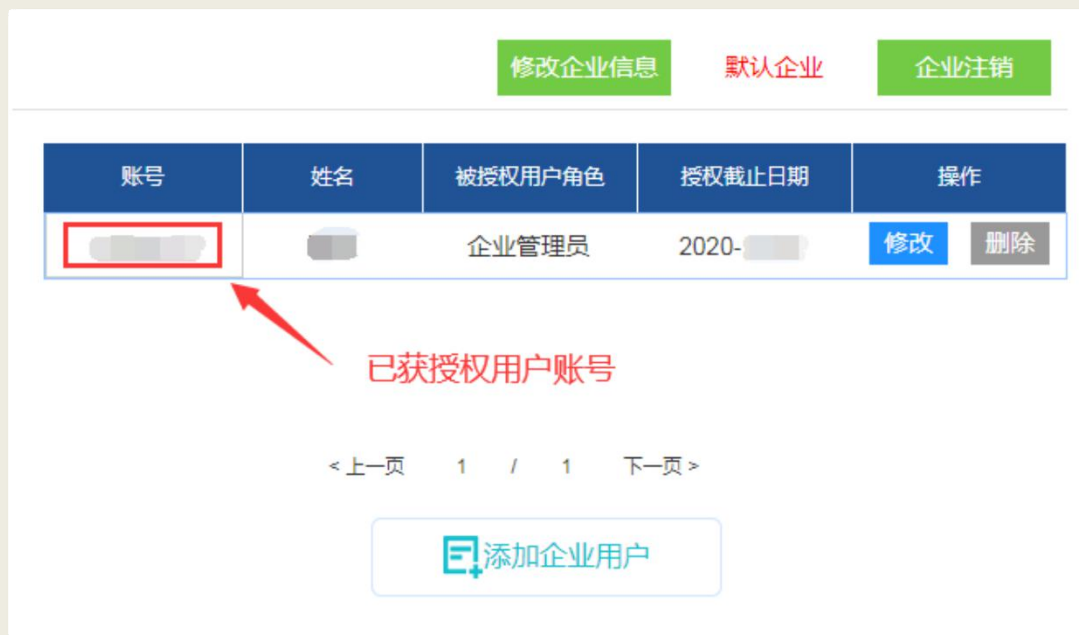 修改企业信息 默认企业 企业注销
账号 姓名 被授权用户角色 授权截止日期 操作
企业管理员 2020- 修改 删除
已获授权用户账号
<上一页 1 / 1 下一页>
添加企业用户